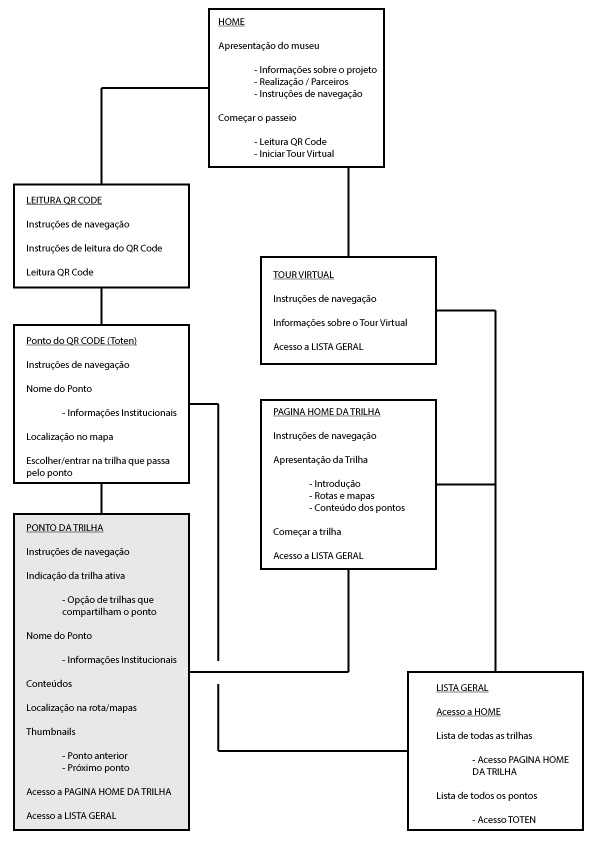 HOME
Apresentação do museu
- Informações sobre o projeto
- Realização / Parceiros
- Instruções de navegação
Começar o passeio
- Leitura QR Code
- Iniciar Tour Virtual
LEITURA QR CODE
Instruções de navegação
Instruções de leitura do QR Code
Leitura QR Code
TOUR VIRTUAL
Instruções de navegação
Informações sobre o Tour Virtual
Acesso a LISTA GERAL
Ponto do QR CODE (Toten)
Instruções de navegação
Nome do Ponto
- Informações Institucionais
Localização no mapa
Escolher/entrar na trilha que passa
pelo ponto
PAGINA HOME DA TRILHA
Instruções de navegação
Apresentação da Trilha
- Introdução
- Rotas e mapas
- Conteúdo dos pontos
Começar a trilha
Acesso a LISTA GERAL
PONTO DA TRILHA
Instruções de navegação
Indicação da trilha ativa
- Opção de trilhas que
compartilham o ponto
Nome do Ponto
- Informações Institucionais
Conteúdos
Localização na rota/mapas
Thumbnails
- Ponto anterior
- Próximo ponto
Acesso a PAGINA HOME DA TRILHA
Acesso a LISTA GERAL
LISTA GERAL
Acesso a HOME
Lista de todas as trilhas
- Acesso PAGINA HOME
DA TRILHA
Lista de todos os pontos
- Acesso TOTEN